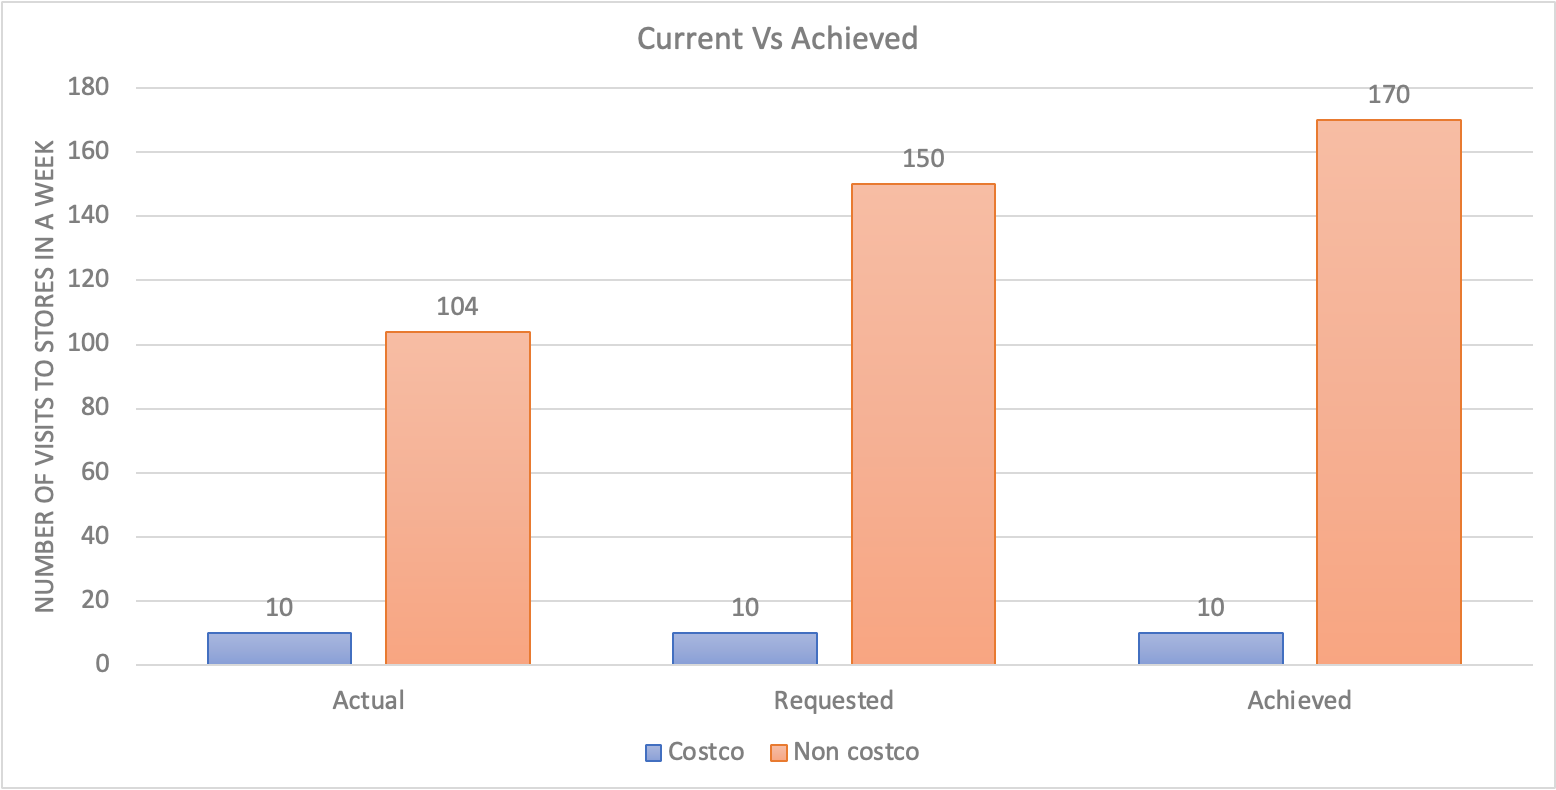 Current Vs Achieved
NUMBER OF VISITS TO STORES IN A WEEK
180
160
140
120
100
80
60
40
20
0
10
104
10
150
10
170
Actual
Requested
Achieved
Costco
Non costco